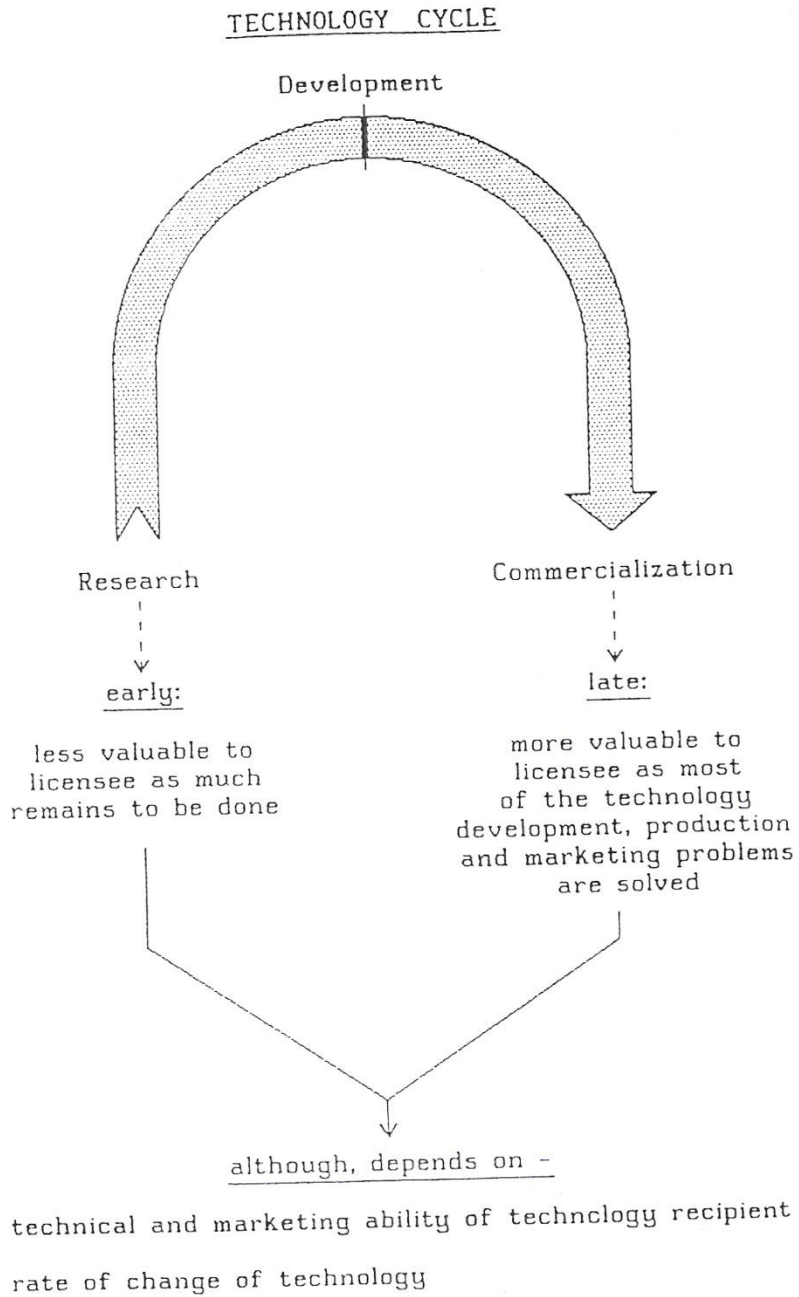 TECHNOLOGY CYCLE
Development
Research
early:
less valuable to
licensee as much
remains to be done
Commercialization
late:
more valuable to
licensee as most
of the technology
development, production
and marketing problems
are solved
although, depends on -
technical and marketing ability of technology recipient
rate of change of technology